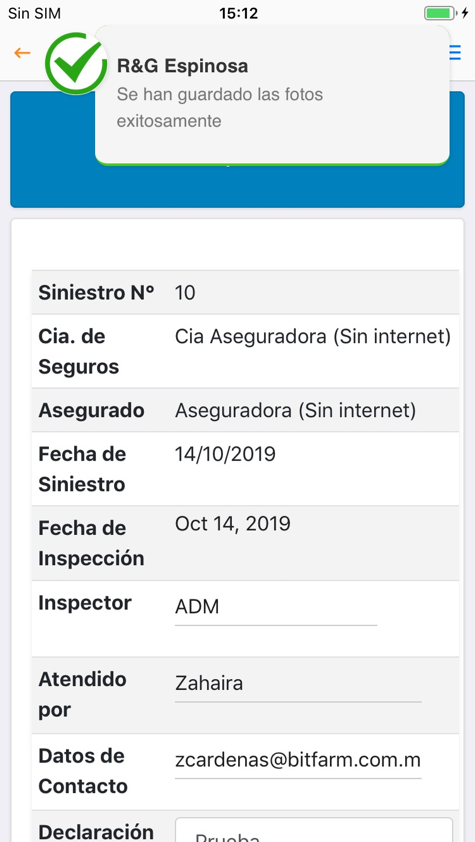 Sin SIM
15:12
R&G Espinosa
Se han guardado las fotos
exitosamente
Siniestro N° 10
Cia. de Cia Aseguradora (Sin internet)
Seguros
Asegurado Aseguradora (Sin internet)
Fecha de 14/10/2019
Siniestro
Fecha de Oct 14, 2019
Inspección
Inspector ADM
Atendido Zahaira
por
Datos de zcardenas@bitfarm.com.m
Contacto
Declaración Prueba